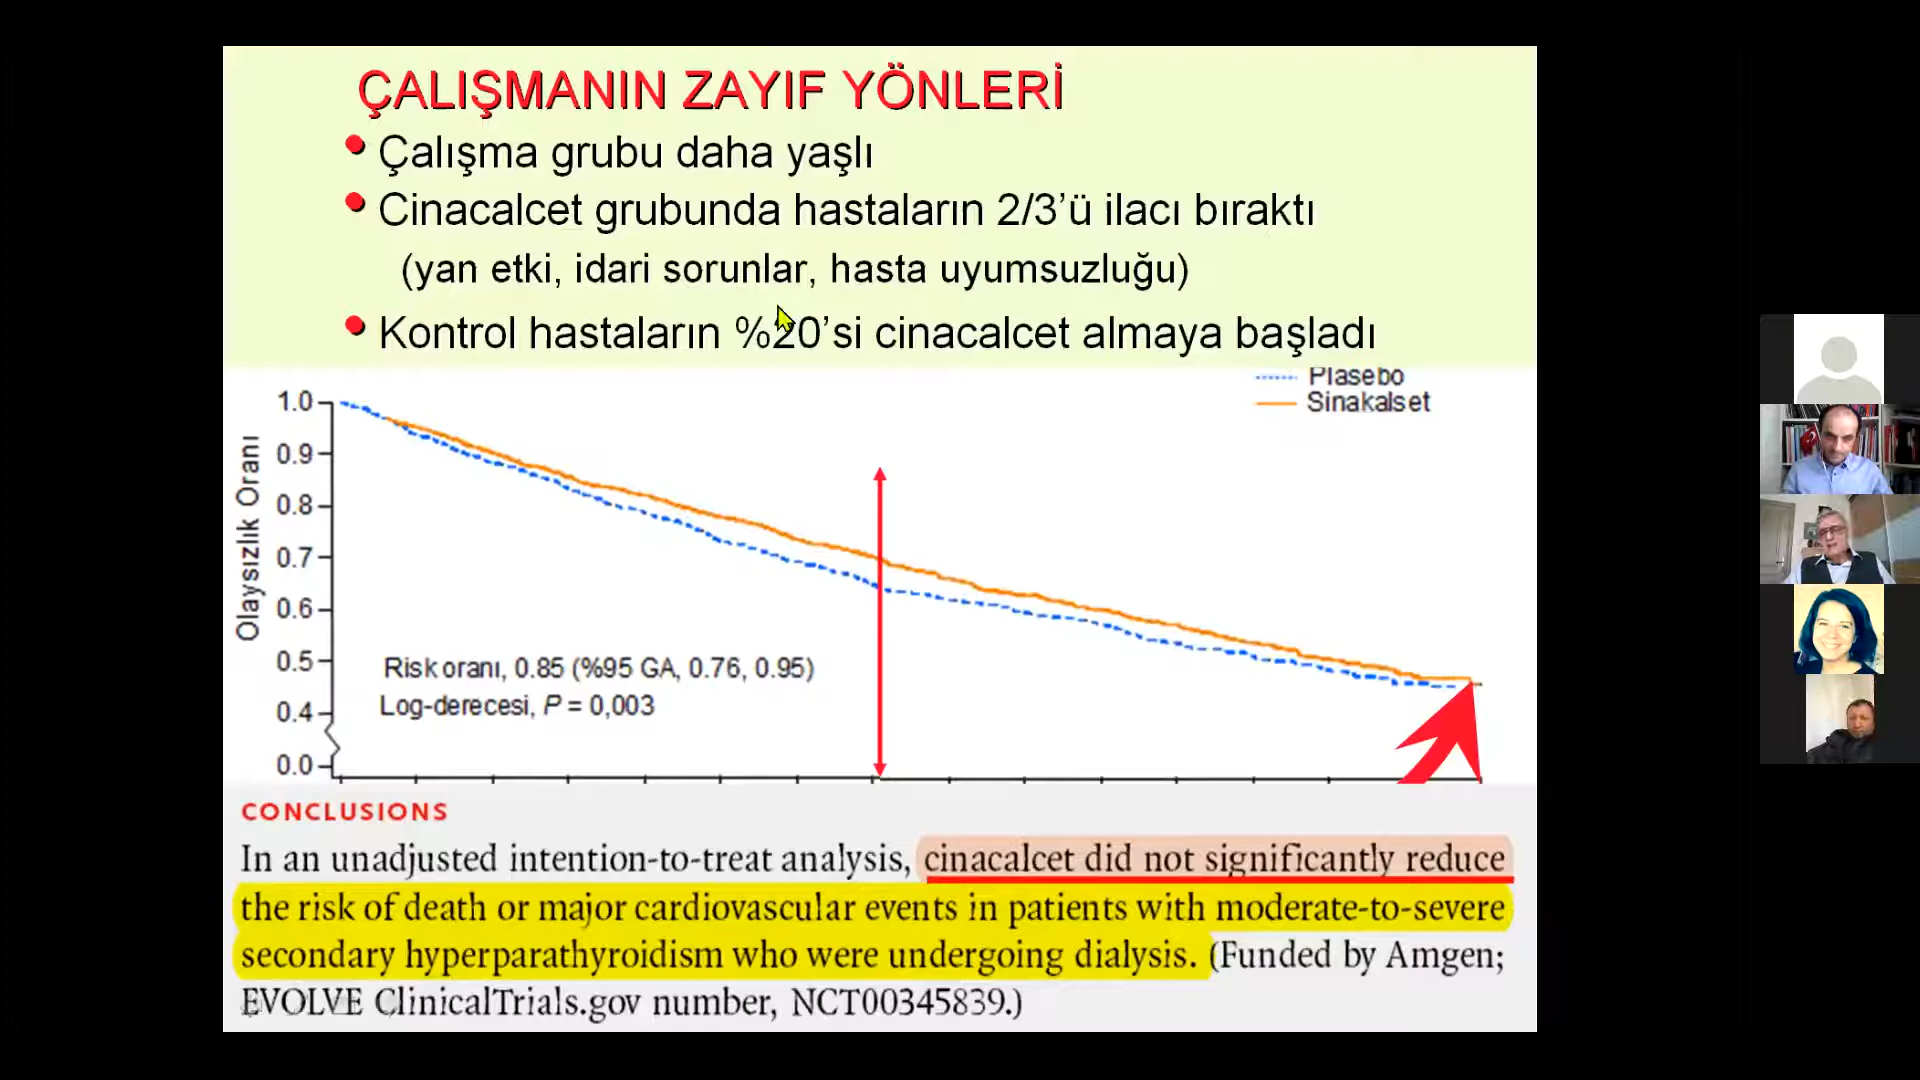 ÇALIŞMANIN ZAYIF YÖNLERİ
• Çalışma grubu daha yaşlı
• Cinacalcet grubunda hastaların 2/3’ü ilacı bıraktı
(yan etki, idari sorunlar, hasta uyumsuzluğu)
• Kontrol hastaların %20’si cinacalcet almaya başladı
Plasebo
Sinakalset
Olaysızlık Oranı
1.0
0.9
0.8
0.7
0.6
0.5
0.4
0.0
Risk oranı, 0.85 (%95 GA, 0.76, 0.95)
Log-derecesi, P = 0,003
CONCLUSIONS
In an unadjusted intention-to-treat analysis, cinacalcet did not significantly reduce
the risk of death or major cardiovascular events in patients with moderate-to-severe
secondary hyperparathyroidism who were undergoing dialysis. (Funded by Amgen;
EVOLVE ClinicalTrials.gov number, NCT00345839.)